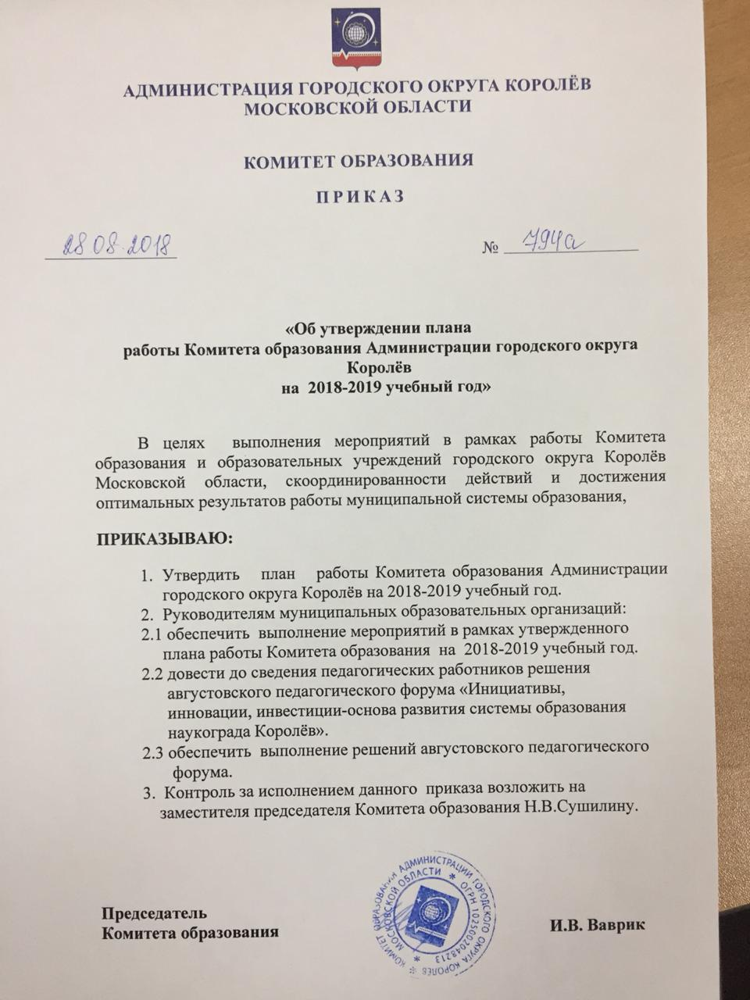 АДМИНИСТРАЦИЯ ГОРОДСКОГО ОКРУГА КОРОЛЁВ
МОСКОВСКОЙ ОБЛАСТИ
КОМИТЕТ ОБРАЗОВАНИЯ
ПРИКАЗ
28 08.2018
№ 794а
«Об утверждении плана
работы Комитета образования Администрации городского округа
Королёв
на 2018-2019 учебный год»
В целях выполнения мероприятий в рамках работы Комитета
образования и образовательных учреждений городского округа Королёв
Московской области, скоординированности действий и достижения
оптимальных результатов работы муниципальной системы образования,
ПРИКАЗЫВАЮ:
1. Утвердить план работы Комитета образования Администрации
городского округа Королёв на 2018-2019 учебный год.
2. Руководителям муниципальных образовательных организаций:
2.1 обеспечить выполнение мероприятий в рамках утвержденного
плана работы Комитета образования на 2018-2019 учебный год.
2.2 довести до сведения педагогических работников решения
августовского педагогического форума «Инициативы,
инновации, инвестиции-основа развития системы образования
наукограда Королёв».
2.3 обеспечить выполнение решений августовского педагогического
форума.
3. Контроль за исполнением данного приказа возложить на
заместителя председателя Комитета образования Н.В.Сушилину.
Председатель
Комитета образования
И.В. Ваврик
КОМИТЕТ ОБРАЗОВАНИЯ АДМИНИСТРАЦИИ ГОРОДСКОГО ОКРУГА КОРОЛЁВ
МОСКОВСКОЙ ОБЛАСТИ * ОГРН 1025002048213 *